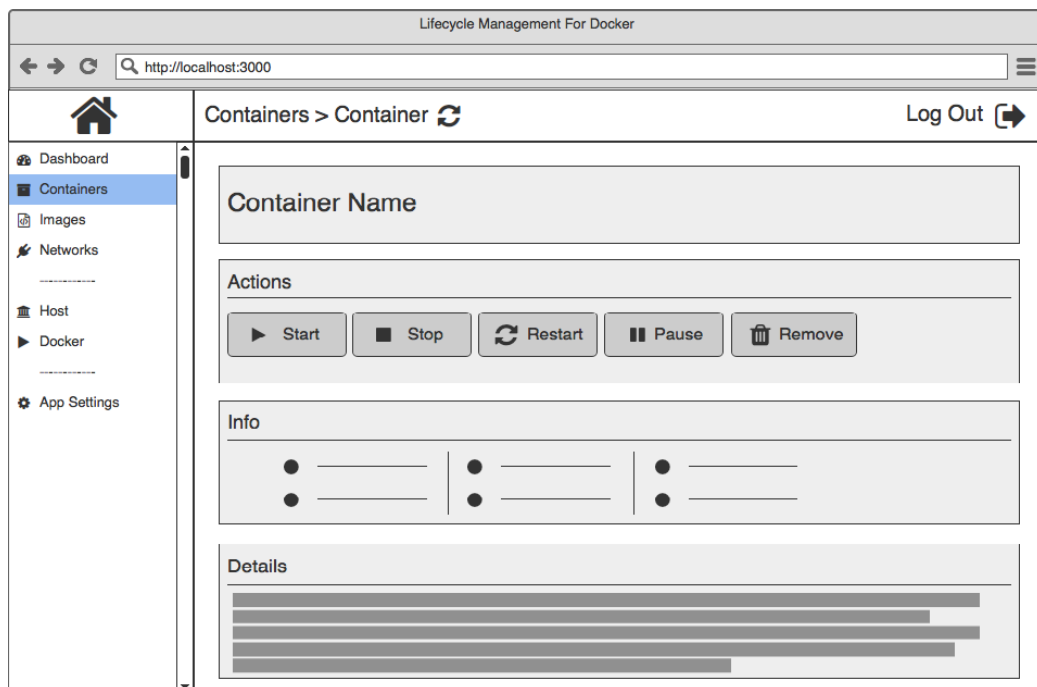 Lifecycle Management For Docker
http://localhost:3000
Containers > Container
Log Out
Dashboard
Containers
Images
Networks
------------
Host
Docker
------------
App Settings
Container Name
Actions
Start
Stop
Restart
Pause
Remove
Info
Details